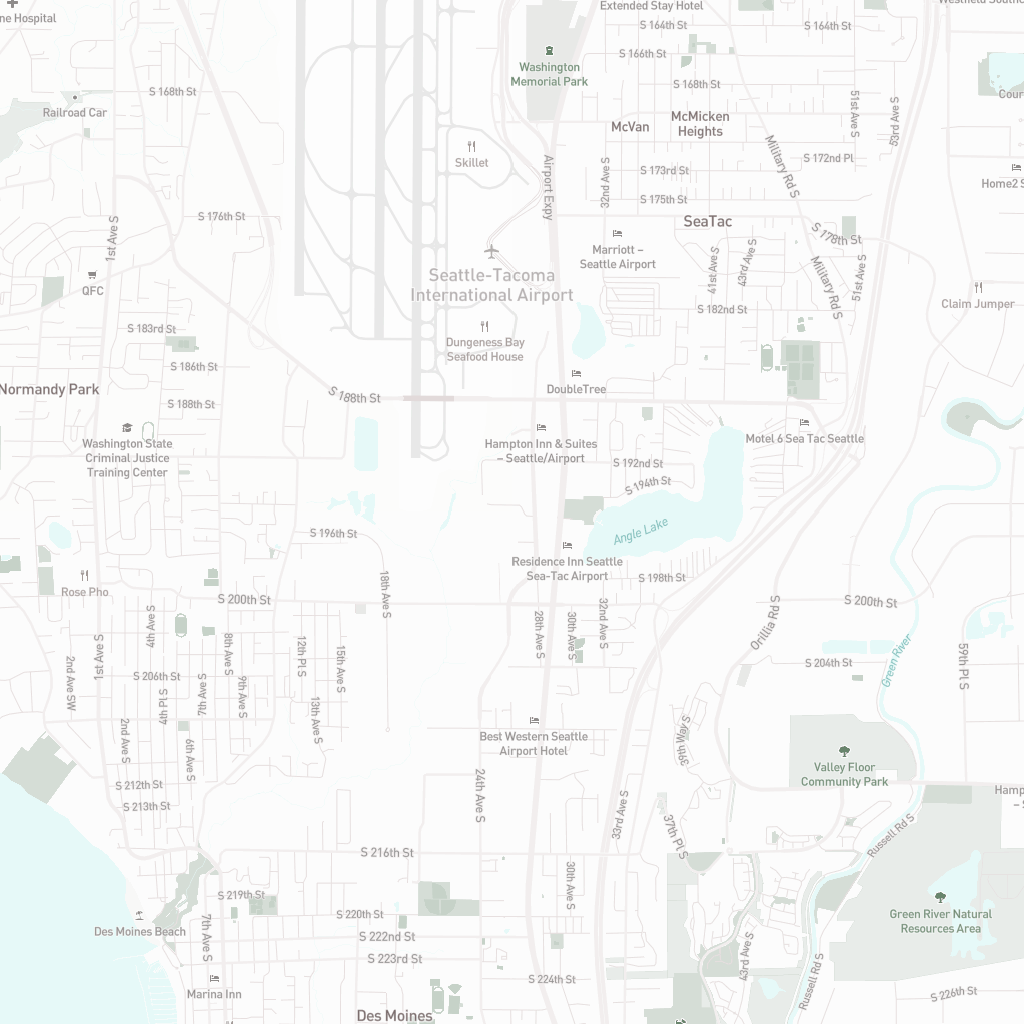 ne Hospital
Extended Stay Hotel
S 164th St
S 164th St
S 166th St
Washington
Memorial Park
S 168th St
S 168th St
Railroad Car
51st Ave S
53rd Ave S
McVan
McMicken
Heights
Skillet
Military Rd S
S 172nd Pl
Airport Expy
32nd Ave S
S 173rd St
S 175th St
Home2 S
1st Ave S
S 176th St
SeaTac
S 178th St
Marriott –
Seattle Airport
41st Ave S
43rd Ave S
Military Rd S
51st Ave S
QFC
Seattle-Tacoma
International Airport
S 182nd St
Claim Jumper
S 183rd St
Dungeness Bay
Seafood House
S 186th St
Normandy Park
S 188th St
DoubleTree
S 188th St
Washington State
Criminal Justice
Training Center
Hampton Inn & Suites
– Seattle/Airport
Motel 6 Sea Tac Seattle
S 192nd St
S 194th St
Angle Lake
S 196th St
Residence Inn Seattle
Sea-Tac Airport
S 198th St
Rose Pho
18th Ave S
S 200th St
S 200th St
4th Ave S
28th Ave S
30th Ave S
32nd Ave S
Orillia Rd S
Green River
1st Ave S
8th Ave S
12th Pl S
15th Ave S
S 204th St
59th Pl S
2nd Ave SW
S 206th St
7th Ave S
9th Ave S
4th Pl S
13th Ave S
2nd Ave S
6th Ave S
Best Western Seattle
Airport Hotel
39th Way S
Valley Floor
Community Park
S 212th St
S 213th St
24th Ave S
33rd Ave S
37th Pl S
Hamp
– S
Russell Rd S
S 216th St
S 219th St
30th Ave S
Green River Natural
Resources Area
S 220th St
Des Moines Beach
7th Ave S
S 222nd St
S 223rd St
43rd Ave S
S 224th St
Russell Rd S
Marina Inn
S 226th St
Des Moines